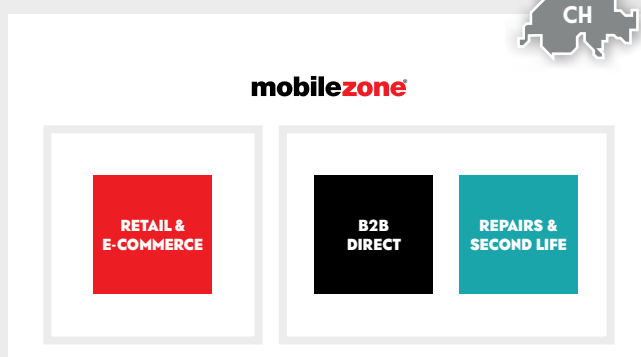 CH
mobilezone®
RETAIL &
E-COMMERCE
B2B
DIRECT
REPAIRS &
SECOND LIFE